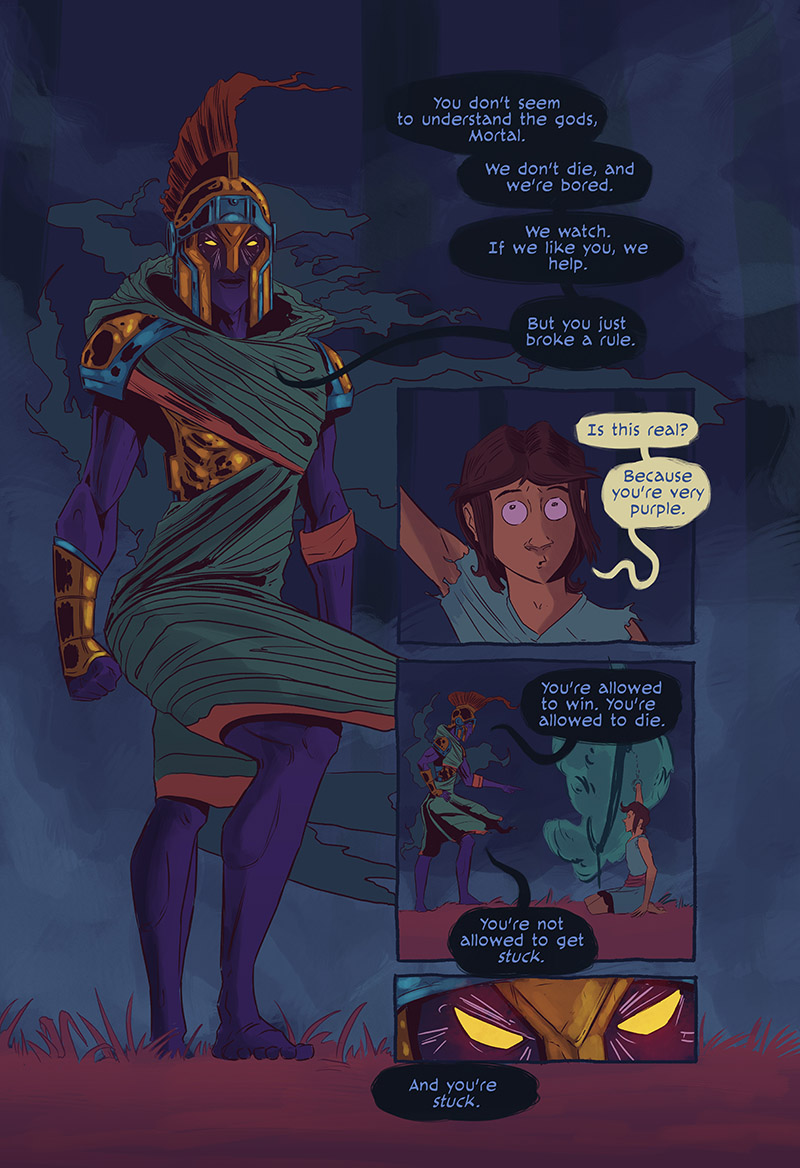 You don't seem
to understand the gods,
Mortal.
We don't die, and
we're bored.
We watch.
If we like you, we
help.
But you just
broke a rule.
Is this real?
Because
you're very
purple.
You're allowed
to win. You're
allowed to die.
You're not
allowed to get
stuck.
And you're
stuck.